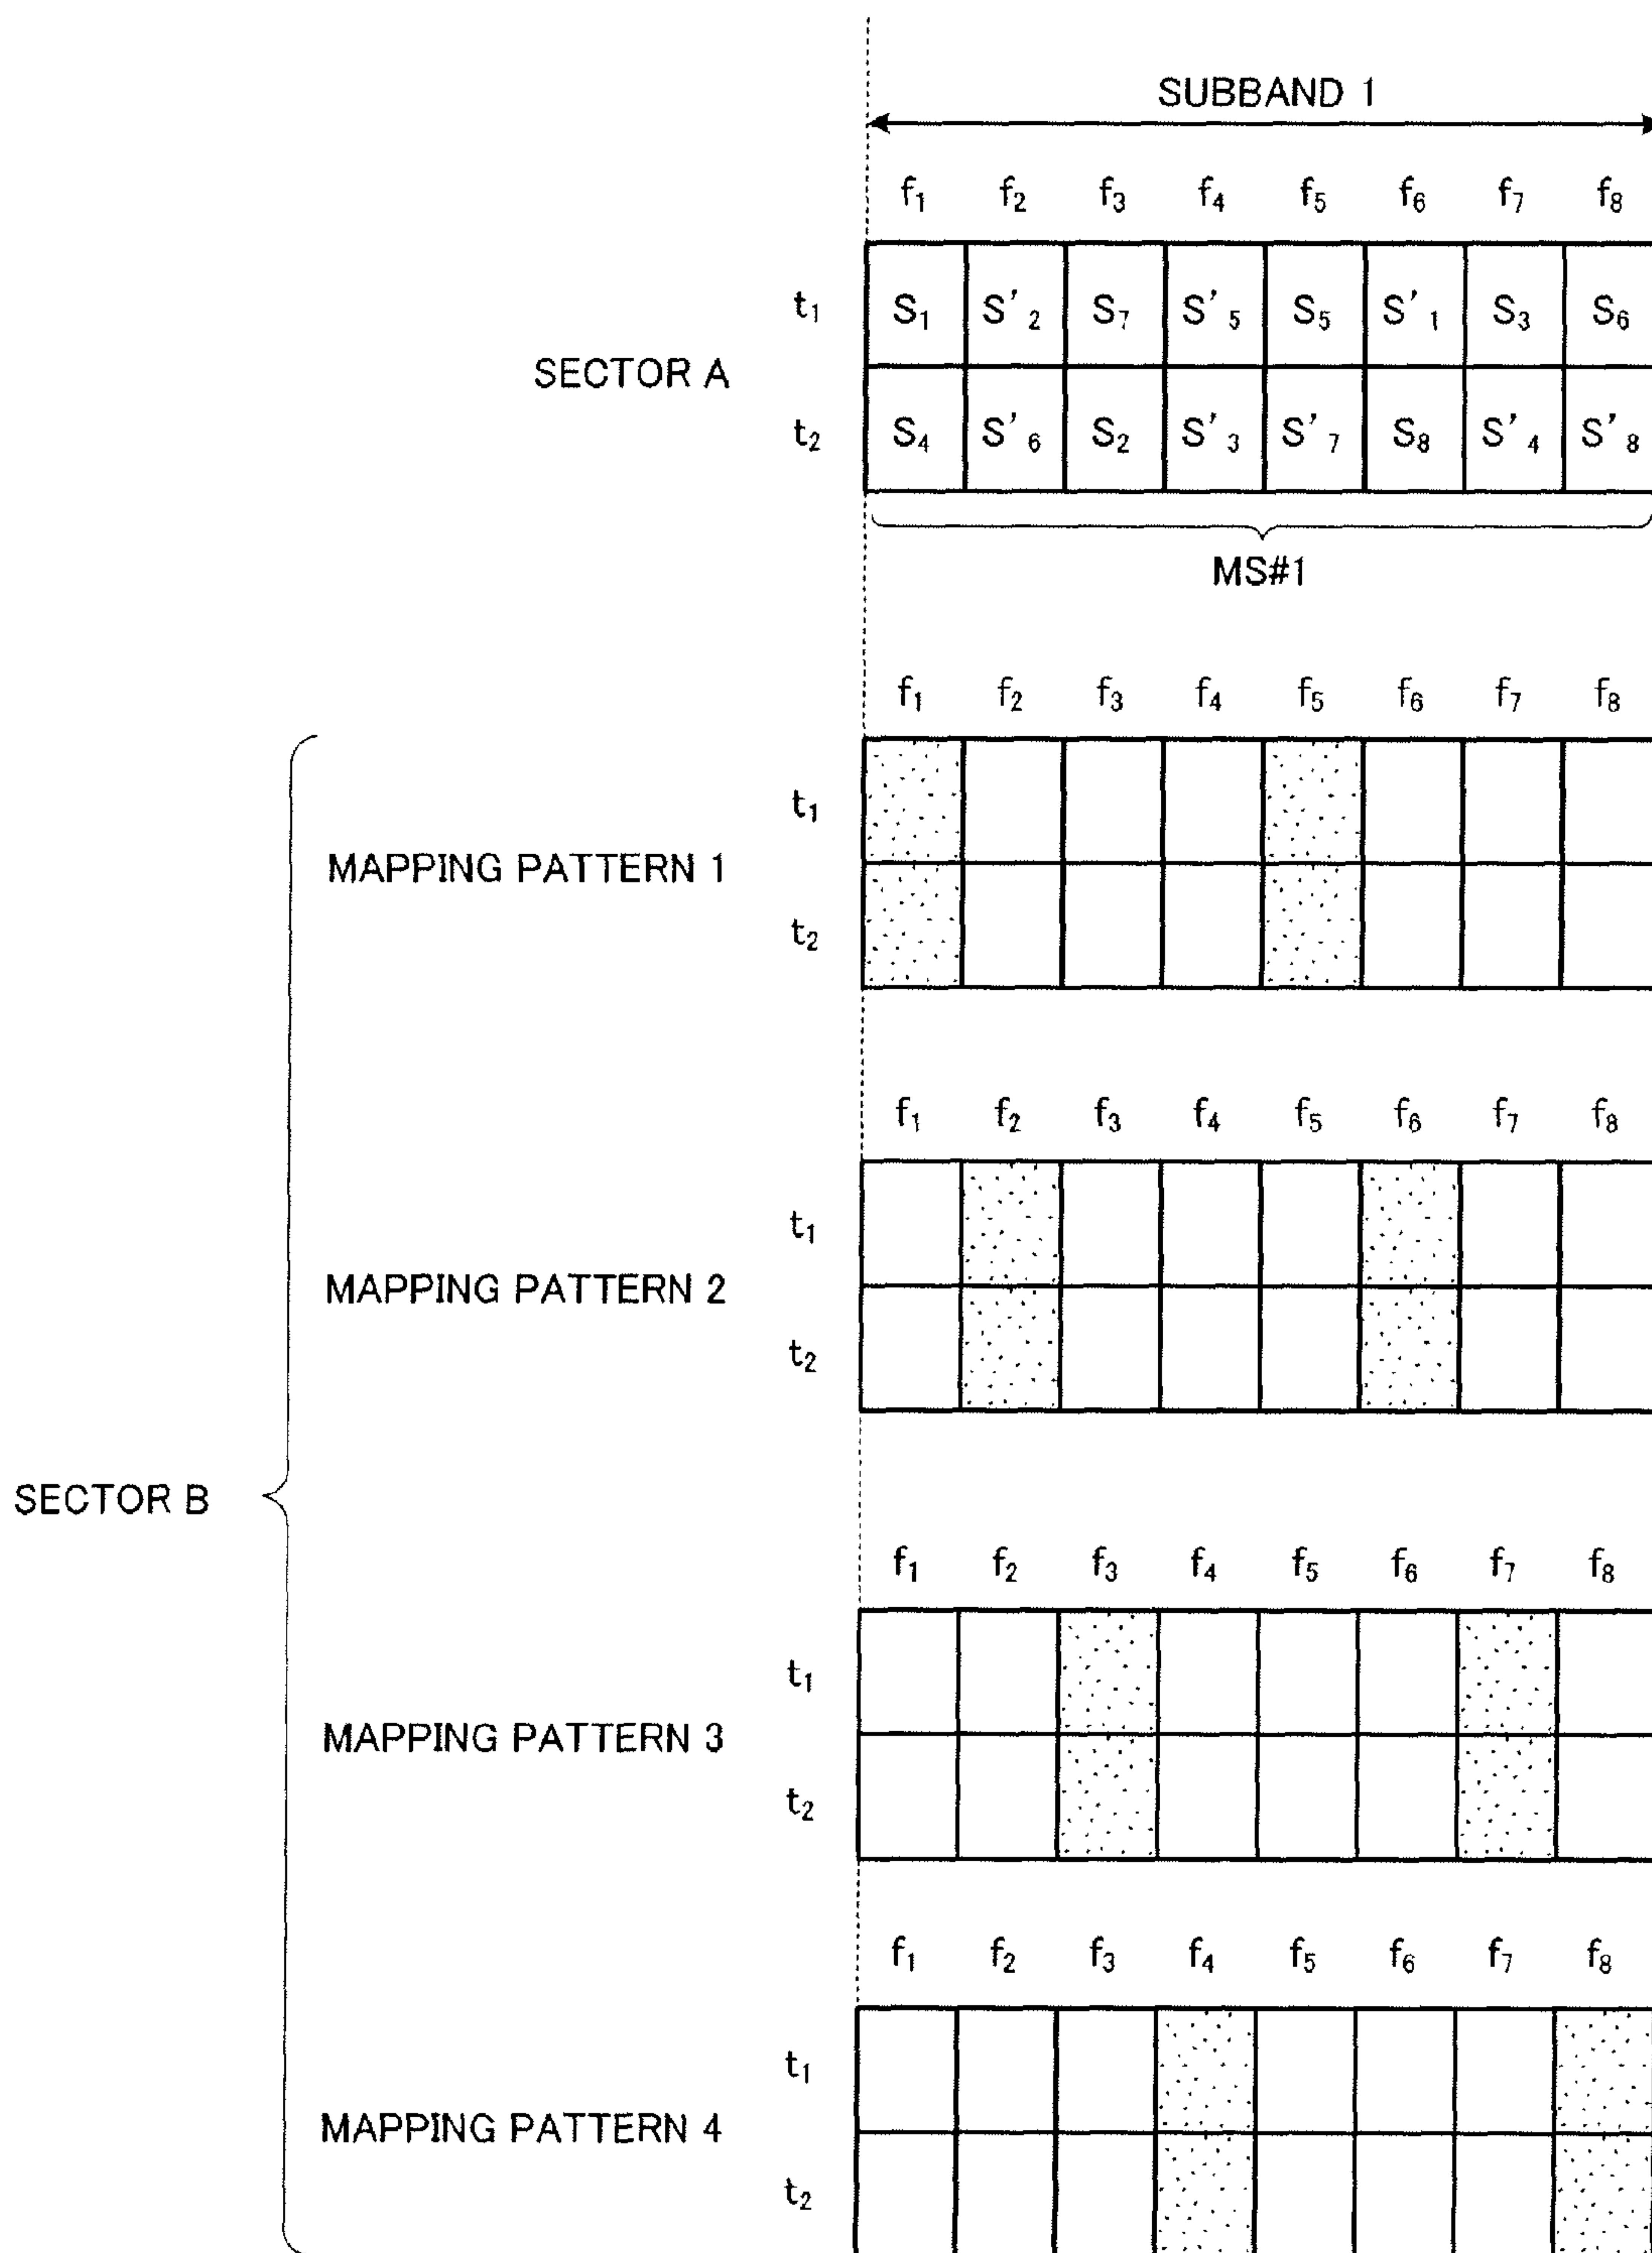 SUBBAND 1
f₁ f₂ f₃ f₄ f₅ f₆ f₇ f₈
t₁ S₁ S'₂ S₇ S'₅ S₅ S'₁ S₃ S₆
SECTOR A
t₂ S₄ S'₆ S₂ S'₃ S'₇ S₈ S'₄ S'₈
MS#1
f₁ f₂ f₃ f₄ f₅ f₆ f₇ f₈
t₁
MAPPING PATTERN 1
t₂
f₁ f₂ f₃ f₄ f₅ f₆ f₇ f₈
t₁
MAPPING PATTERN 2
t₂
SECTOR B
f₁ f₂ f₃ f₄ f₅ f₆ f₇ f₈
t₁
MAPPING PATTERN 3
t₂
f₁ f₂ f₃ f₄ f₅ f₆ f₇ f₈
t₁
MAPPING PATTERN 4
t₂